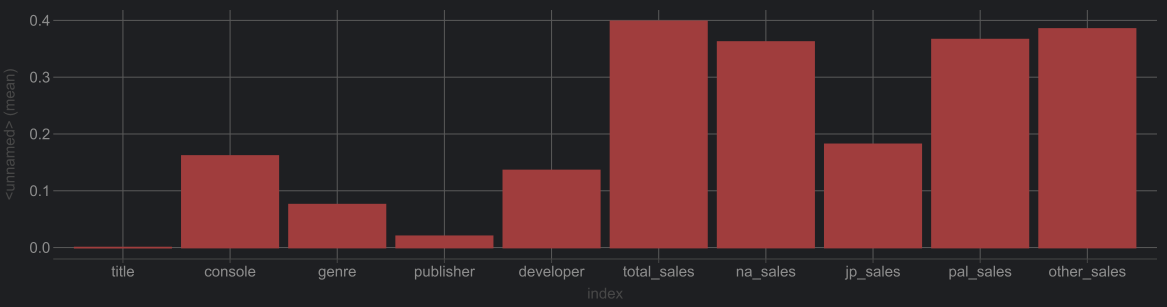 <unnamed> (mean)
0.4
0.3
0.2
0.1
0.0
title console genre publisher developer total_sales na_sales jp_sales pal_sales other_sales
index